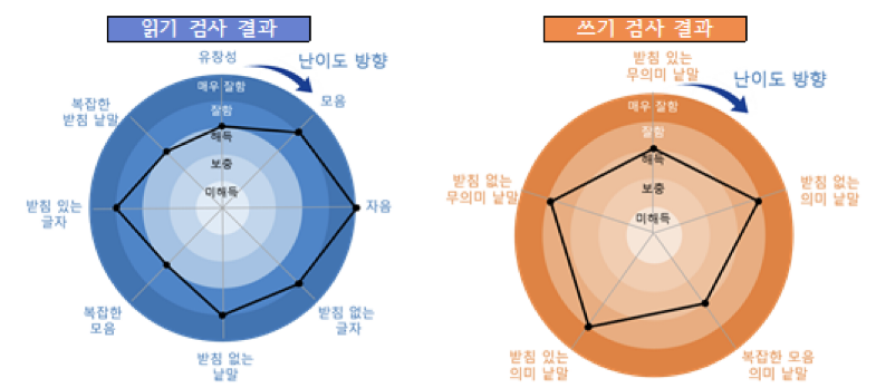 읽기 검사 결과
유창성
난이도 방향
매우 잘함
모음
복잡한
받침 낱말
잘함
해독
보충
미해독
받침 있는
글자
자음
복잡한
모음
받침 없는
글자
받침 없는
낱말
쓰기 검사 결과
받침 있는
무의미 낱말
난이도 방향
매우 잘함
잘함
해독
보충
미해독
받침 없는
무의미 낱말
받침 없는
의미 낱말
받침 있는
의미 낱말
복잡한 모음
의미 낱말